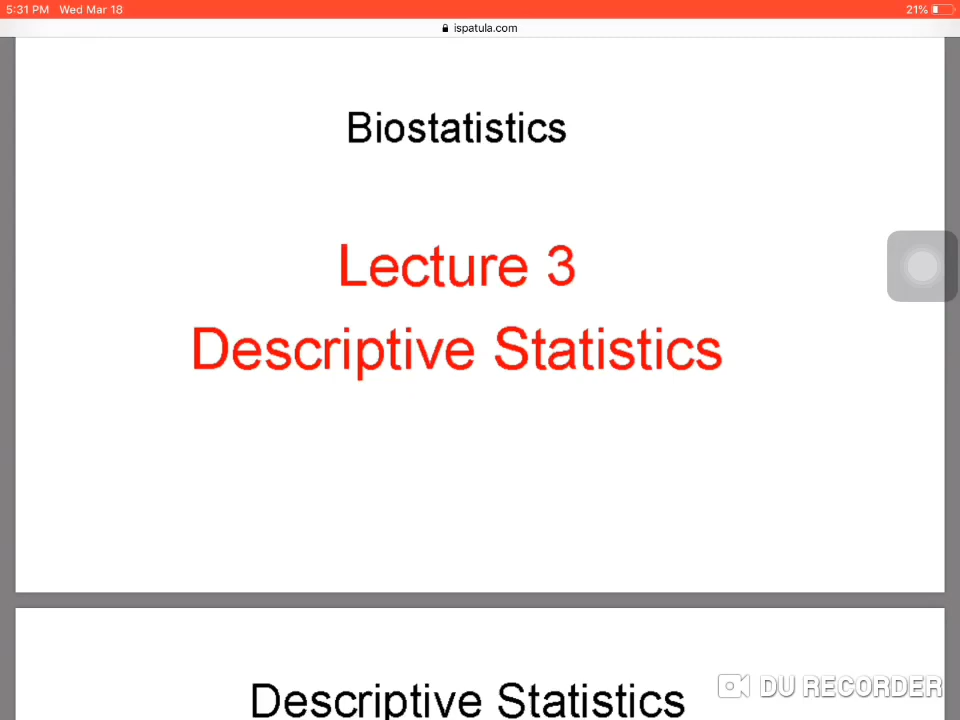 5:31 PM Wed Mar 18 21%
ispatula.com
Biostatistics
Lecture 3
Descriptive Statistics
Descriptive Statistics
DU RECORDER